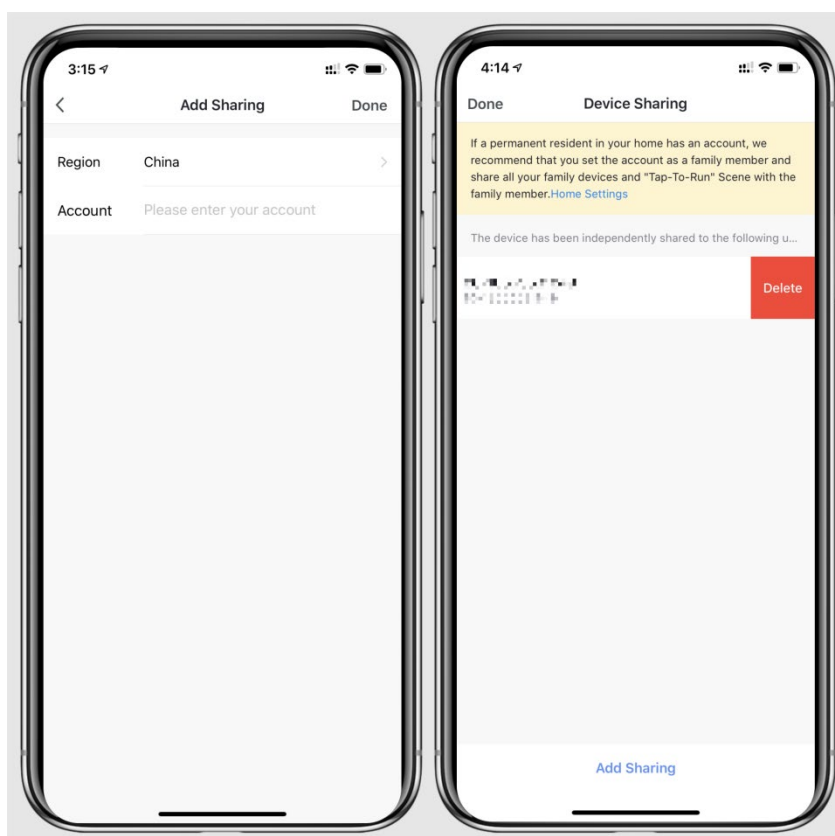 3:15
Add Sharing
Done
Region
China
Account
Please enter your account
4:14
Done
Device Sharing
If a permanent resident in your home has an account, we
recommend that you set the account as a family member and
share all your family devices and "Tap-To-Run" Scene with the
family member.Home Settings
The device has been independently shared to the following u...
Delete
Add Sharing